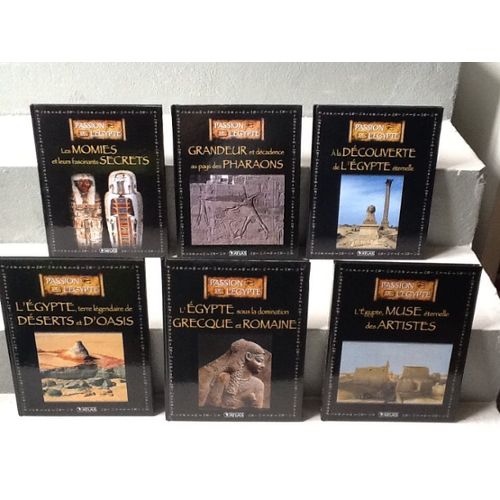 PASSION
DE L'ÉGYPTE
Les MOMIES
et leurs fascinants SECRETS
ATLAS
PASSION
DE L'ÉGYPTE
GRANDEUR et décadence
au pays des PHARAONS
ATLAS
PASSION
DE L'ÉGYPTE
A la DÉCOUVERTE
de L'ÉGYPTE éternelle
ATLAS
PASSION
DE L'ÉGYPTE
L'ÉGYPTE, terre légendaire de
DÉSERTS et D'OASIS
ATLAS
PASSION
DE L'ÉGYPTE
L'ÉGYPTE sous la domination
GRECQUE et ROMAINE
ATLAS
PASSION
DE L'ÉGYPTE
L'Égypte, MUSE éternelle
des ARTISTES
ATLAS